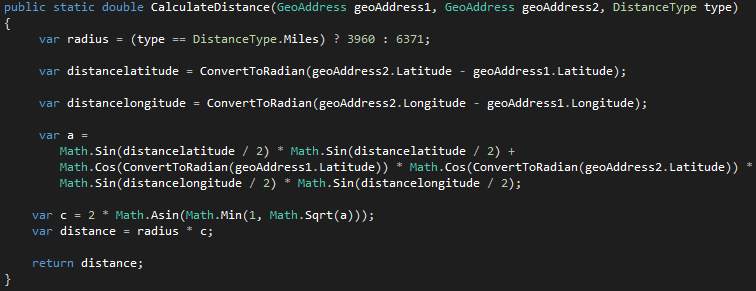 public static double CalculateDistance(GeoAddress geoAddress1, GeoAddress geoAddress2, DistanceType type)
{
var radius = (type == DistanceType.Miles) ? 3960 : 6371;
var distancelatitude = ConvertToRadian(geoAddress2.Latitude - geoAddress1.Latitude);
var distancelongitude = ConvertToRadian(geoAddress2.Longitude - geoAddress1.Longitude);
var a =
Math.Sin(distancelatitude / 2) * Math.Sin(distancelatitude / 2) +
Math.Cos(ConvertToRadian(geoAddress1.Latitude)) * Math.Cos(ConvertToRadian(geoAddress2.Latitude)) *
Math.Sin(distancelongitude / 2) * Math.Sin(distancelongitude / 2);
var c = 2 * Math.Asin(Math.Min(1, Math.Sqrt(a)));
var distance = radius * c;
return distance;
}